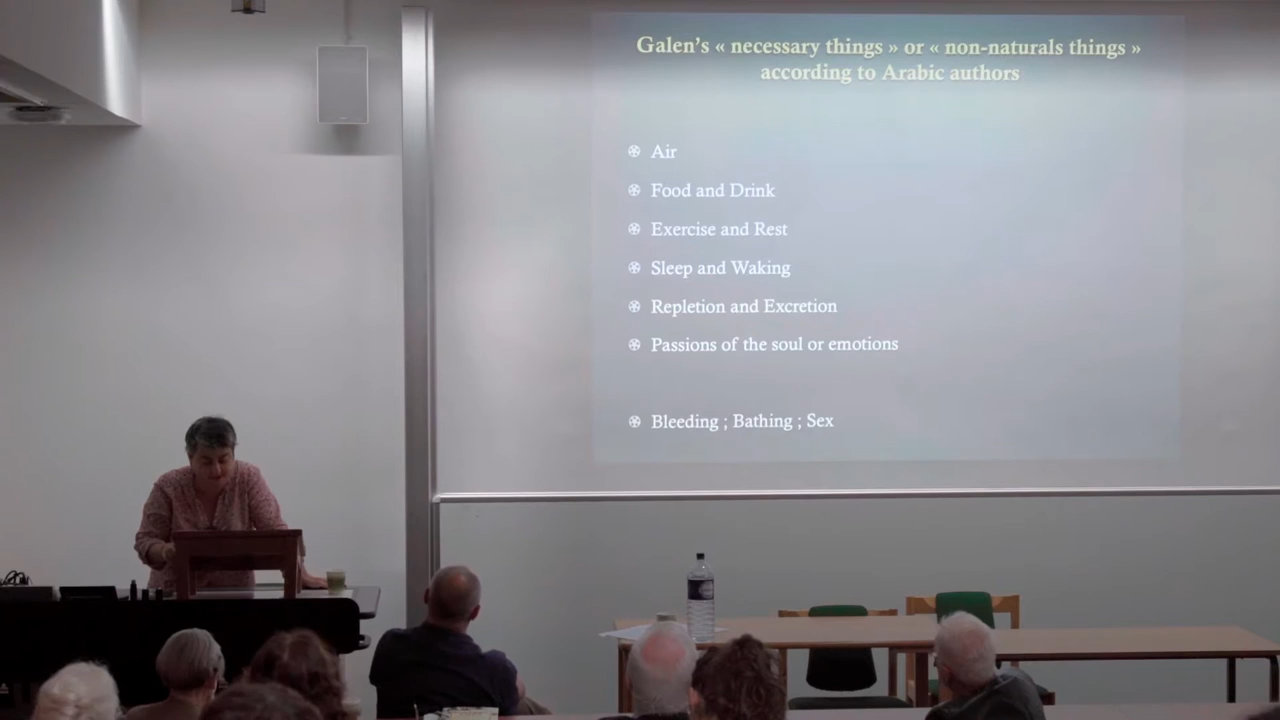 Galen's « necessary things » or « non-naturals things »
according to Arabic authors
Air
Food and Drink
Exercise and Rest
Sleep and Waking
Repletion and Excretion
Passions of the soul or emotions
Bleeding ; Bathing ; Sex